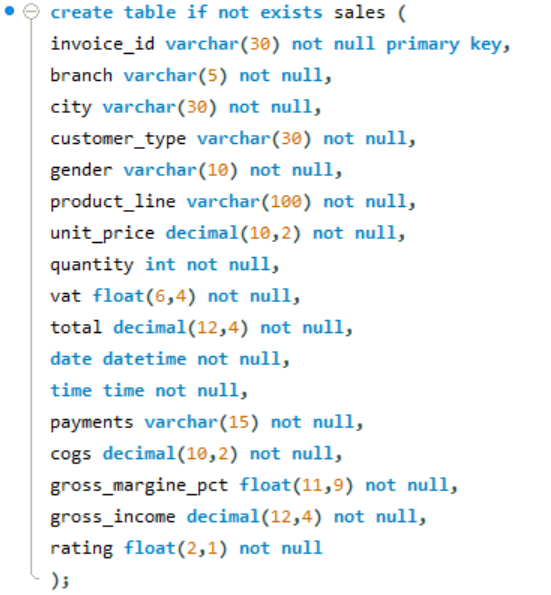 create table if not exists sales (
invoice_id varchar(30) not null primary key,
branch varchar(5) not null,
city varchar(30) not null,
customer_type varchar(30) not null,
gender varchar(10) not null,
product_line varchar(100) not null,
unit_price decimal(10,2) not null,
quantity int not null,
vat float(6,4) not null,
total decimal(12,4) not null,
date datetime not null,
time time not null,
payments varchar(15) not null,
cogs decimal(10,2) not null,
gross_margine_pct float(11,9) not null,
gross_income decimal(12,4) not null,
rating float(2,1) not null
);